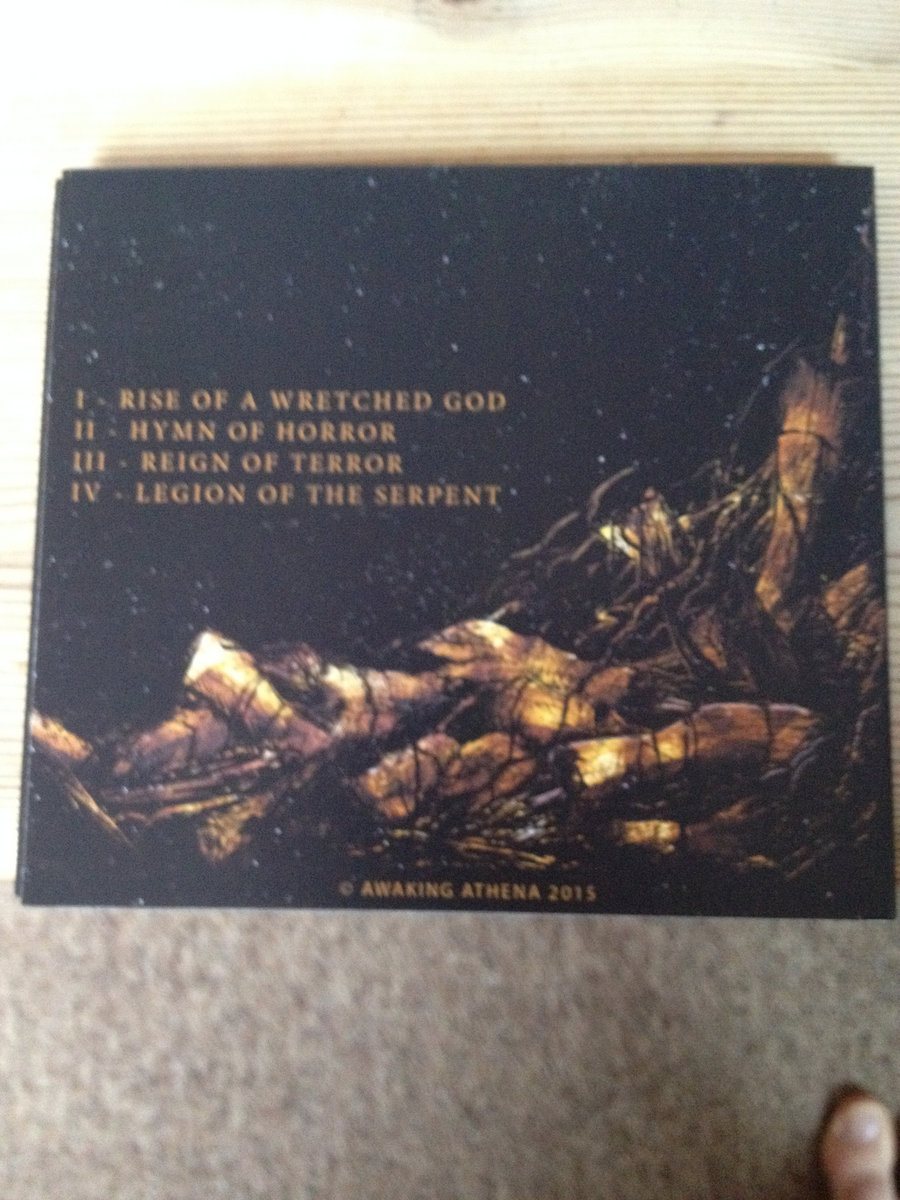 I - RISE OF A WRETCHED GOD
II - HYMN OF HORROR
III - REIGN OF TERROR
IV - LEGION OF THE SERPENT
© AWAKING ATHENA 2015